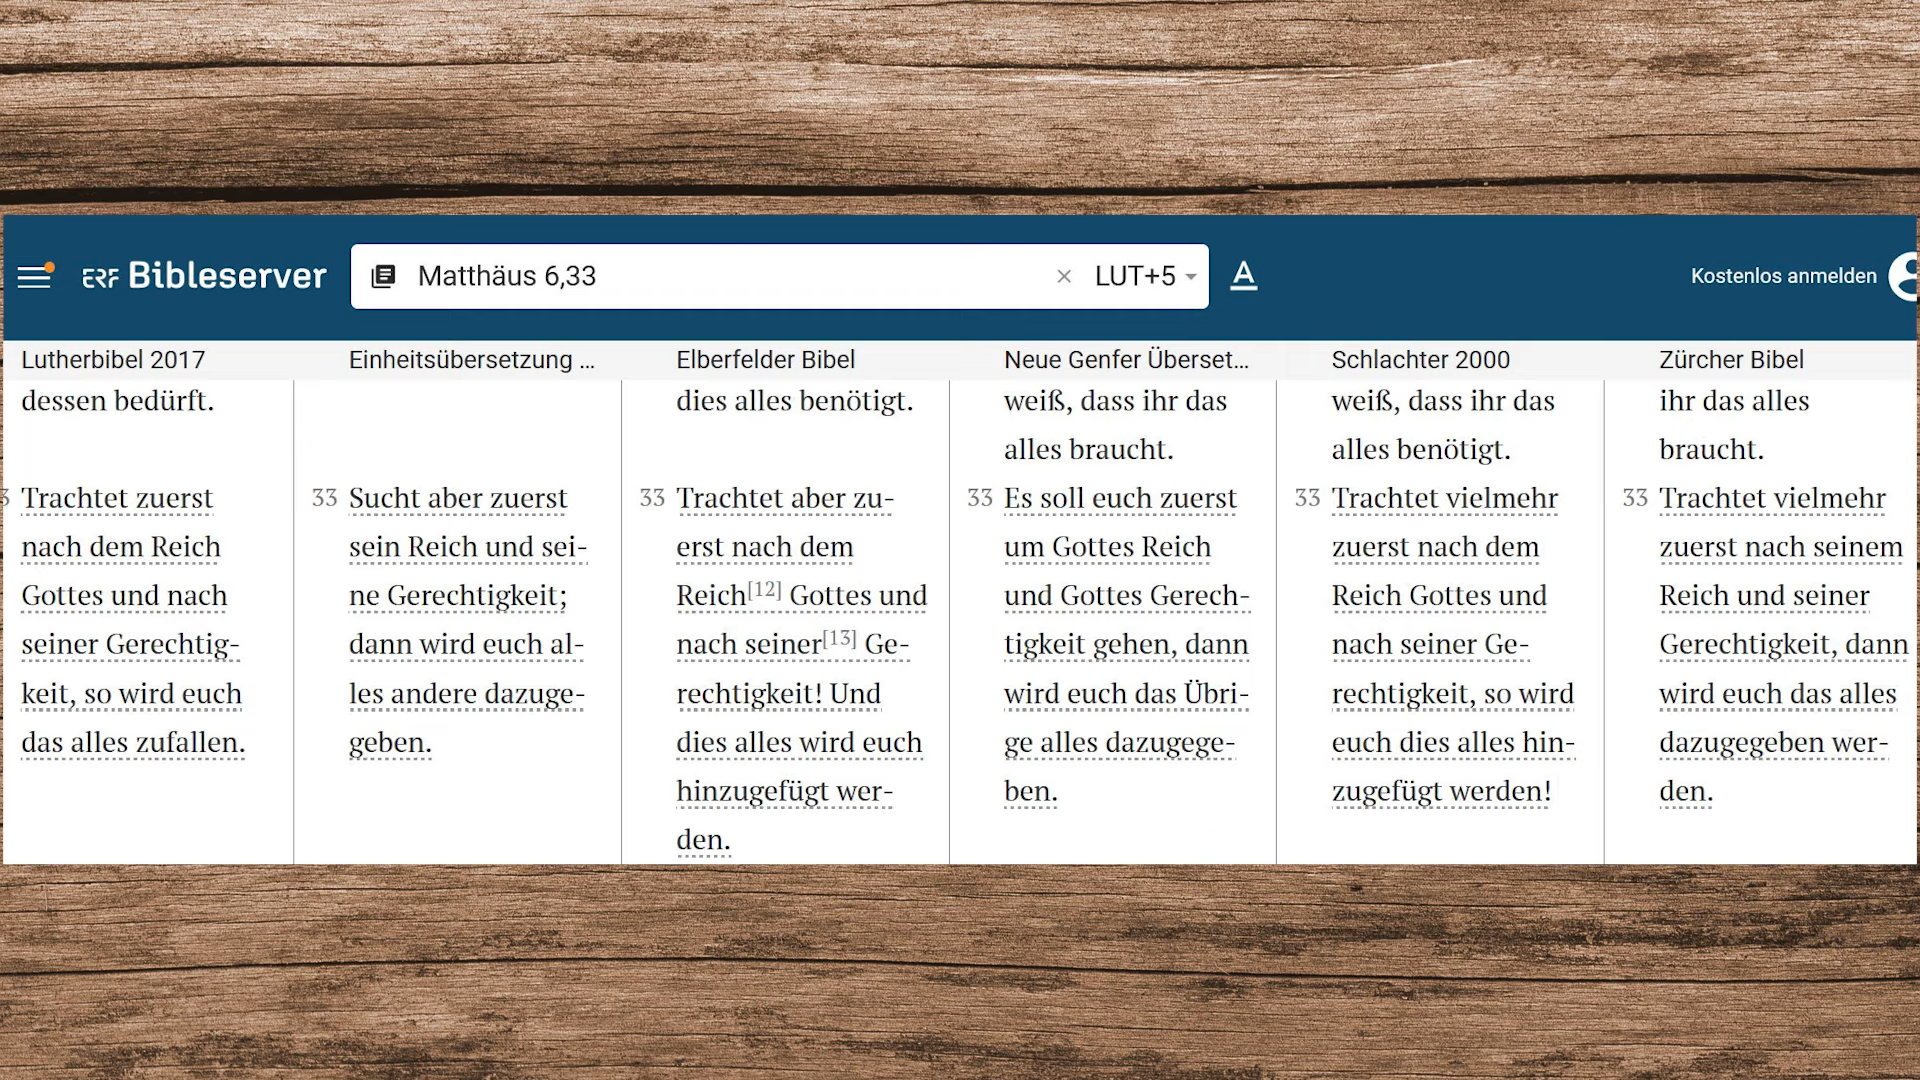 ERF Bibleserver
Matthäus 6,33
× LUT+5
A
Kostenlos anmelden
Lutherbibel 2017
dessen bedürft.
3 Trachtet zuerst
nach dem Reich
Gottes und nach
seiner Gerechtig-
keit, so wird euch
das alles zufallen.
Einheitsübersetzung ...
33 Sucht aber zuerst
sein Reich und sei-
ne Gerechtigkeit;
dann wird euch al-
les andere dazuge-
geben.
Elberfelder Bibel
dies alles benötigt.
33 Trachtet aber zu-
erst nach dem
Reich[12] Gottes und
nach seiner[13] Ge-
rechtigkeit! Und
dies alles wird euch
hinzugefügt wer-
den.
Neue Genfer Überset...
weiß, dass ihr das
alles braucht.
33 Es soll euch zuerst
um Gottes Reich
und Gottes Gerech-
tigkeit gehen, dann
wird euch das Übri-
ge alles dazugege-
ben.
Schlachter 2000
weiß, dass ihr das
alles benötigt.
33 Trachtet vielmehr
zuerst nach dem
Reich Gottes und
nach seiner Ge-
rechtigkeit, so wird
euch dies alles hin-
zugefügt werden!
Zürcher Bibel
ihr das alles
braucht.
33 Trachtet vielmehr
zuerst nach seinem
Reich und seiner
Gerechtigkeit, dann
wird euch das alles
dazugegeben wer-
den.